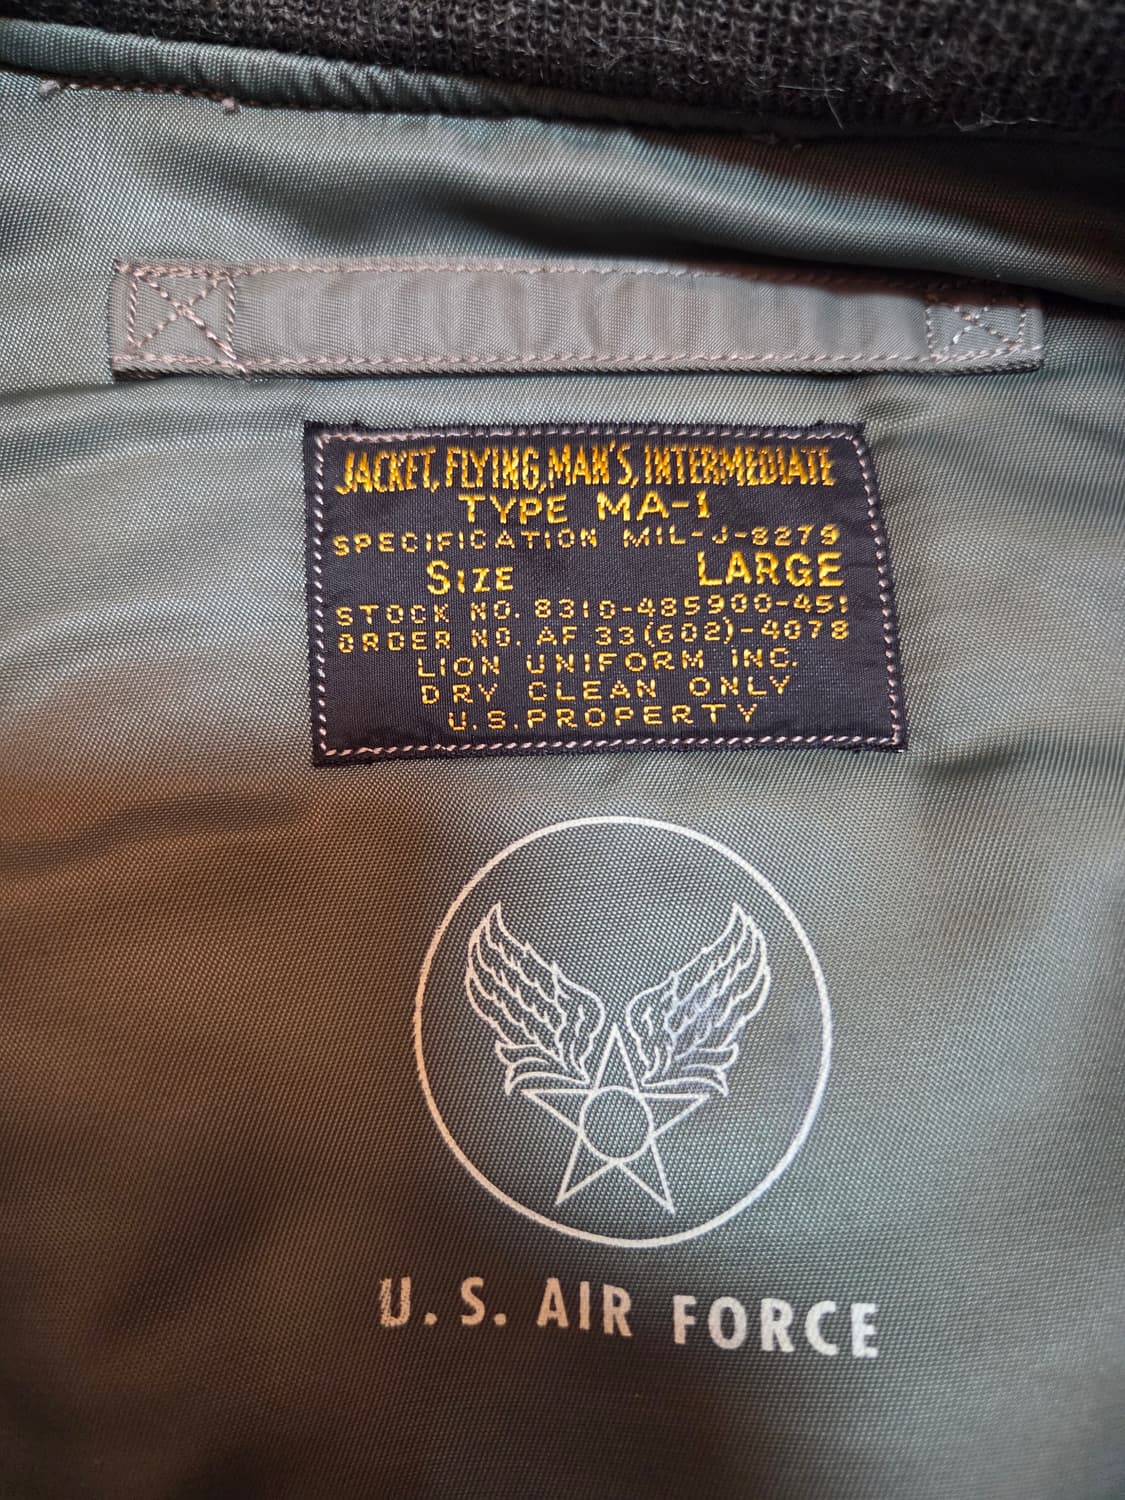 JACKET, FLYING, MAN'S, INTERMEDIATE
TYPE MA-1
SPECIFICATION MIL-J-8279
SIZE LARGE
STOCK NO. 8310-485900-451
ORDER NO. AF 33(602)-4078
LION UNIFORM INC.
DRY CLEAN ONLY
U.S. PROPERTY
U.S. AIR FORCE